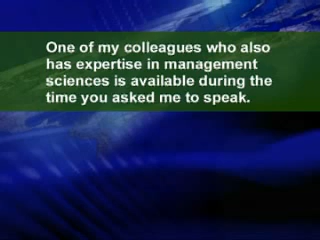 One of my colleagues who also
has expertise in management
sciences is available during the
time you asked me to speak.